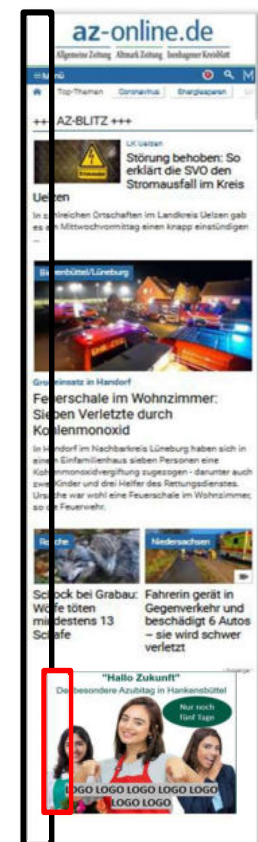 az-online.de
Allgemeine Zeitung Altmark Zeitung Isenhagener Kreisblatt
Menü
Top-Themen Coronavirus Energiesparen
+++ AZ-BLITZ +++
LK Uelzen
Störung behoben: So
erklärt die SVO den
Stromausfall im Kreis
Uelzen
In zahlreichen Ortschaften im Landkreis Uelzen gab
es am Mittwochvormittag einen knapp einstündigen
...
Bienenbüttel/Lüneburg
Großeinsatz in Handorf
Feuerschale im Wohnzimmer:
Sieben Verletzte durch
Kohlenmonoxid
In Handorf im Nachbarkreis Lüneburg haben sich in
einem Einfamilienhaus sieben Personen eine
Kohlenmonoxidvergiftung zugezogen - darunter auch
zwei Kinder und drei Helfer des Rettungsdienstes.
Ursache war wohl eine Feuerschale im Wohnzimmer,
so die Feuerwehr.
Rosche
Niedersachsen
Schock bei Grabau:
Wölfe töten
mindestens 13
Schafe
Fahrerin gerät in
Gegenverkehr und
beschädigt 6 Autos
– sie wird schwer
verletzt
Anzeige
"Hallo Zukunft"
Der besondere Azubitag in Hankensbüttel
Nur noch
fünf Tage
LOGO LOGO LOGO LOGO LOGO
LOGO LOGO